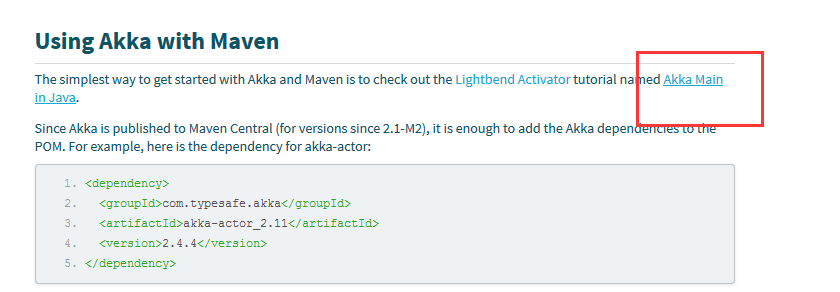 Using Akka with Maven
The simplest way to get started with Akka and Maven is to check out the Lightbend Activator tutorial named Akka Main
in Java.
Since Akka is published to Maven Central (for versions since 2.1-M2), it is enough to add the Akka dependencies to the
POM. For example, here is the dependency for akka-actor:
1. <dependency>
2.   <groupId>com.typesafe.akka</groupId>
3.   <artifactId>akka-actor_2.11</artifactId>
4.   <version>2.4.4</version>
5. </dependency>